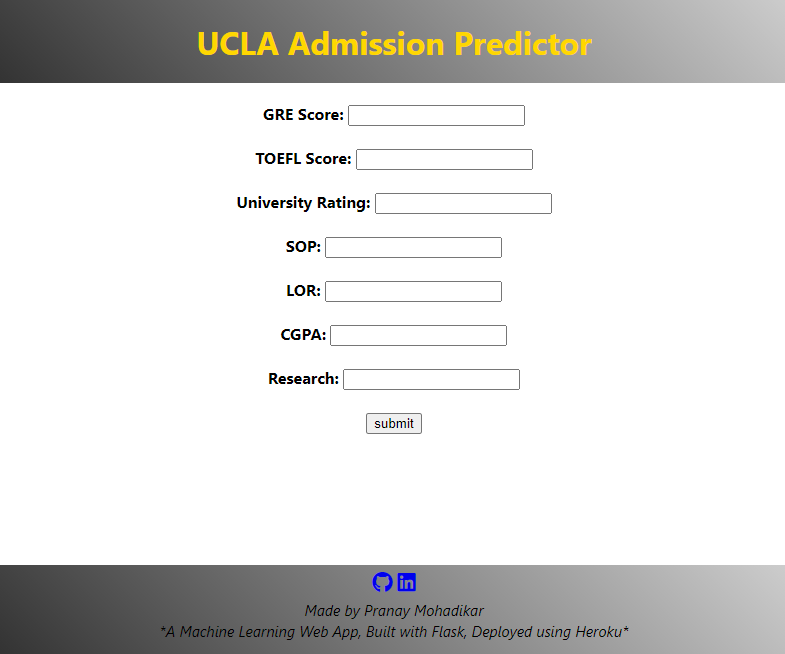 UCLA Admission Predictor
GRE Score:
TOEFL Score:
University Rating:
SOP:
LOR:
CGPA:
Research:
submit
in
Made by Pranay Mohadikar
*A Machine Learning Web App, Built with Flask, Deployed using Heroku*